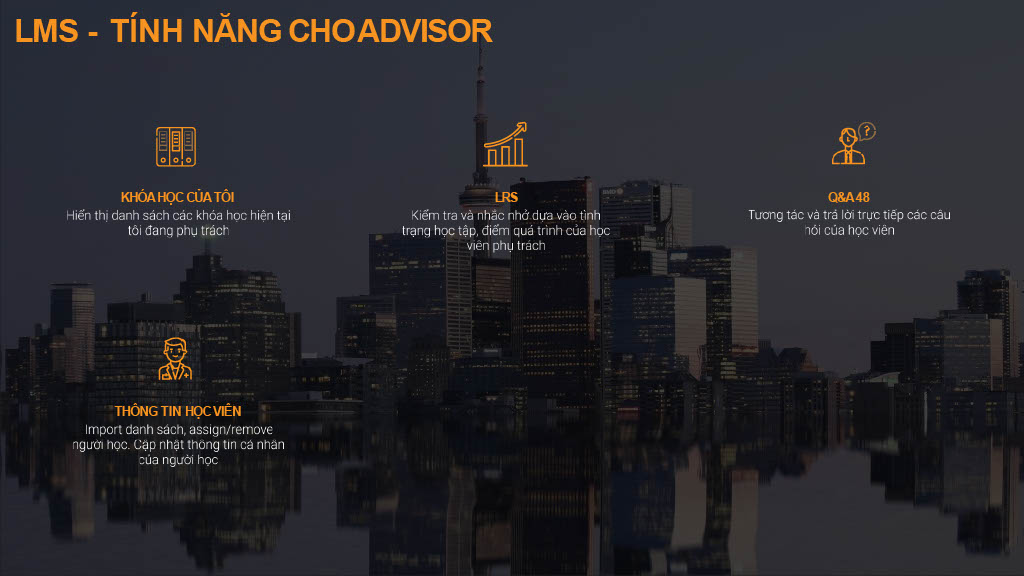 LMS - TÍNH NĂNG CHO ADVISOR
KHÓA HỌC CỦA TÔI
Hiển thị danh sách các khóa học hiện tại
tôi đang phụ trách
LRS
Kiểm tra và nhắc nhở dựa vào tình
trạng học tập, điểm quá trình của học
viên phụ trách
Q&A 48
Tương tác và trả lời trực tiếp các câu
hỏi của học viên
?
THÔNG TIN HỌC VIÊN
Import danh sách, assign/remove
người học. Cập nhật thông tin cá nhân
của người học